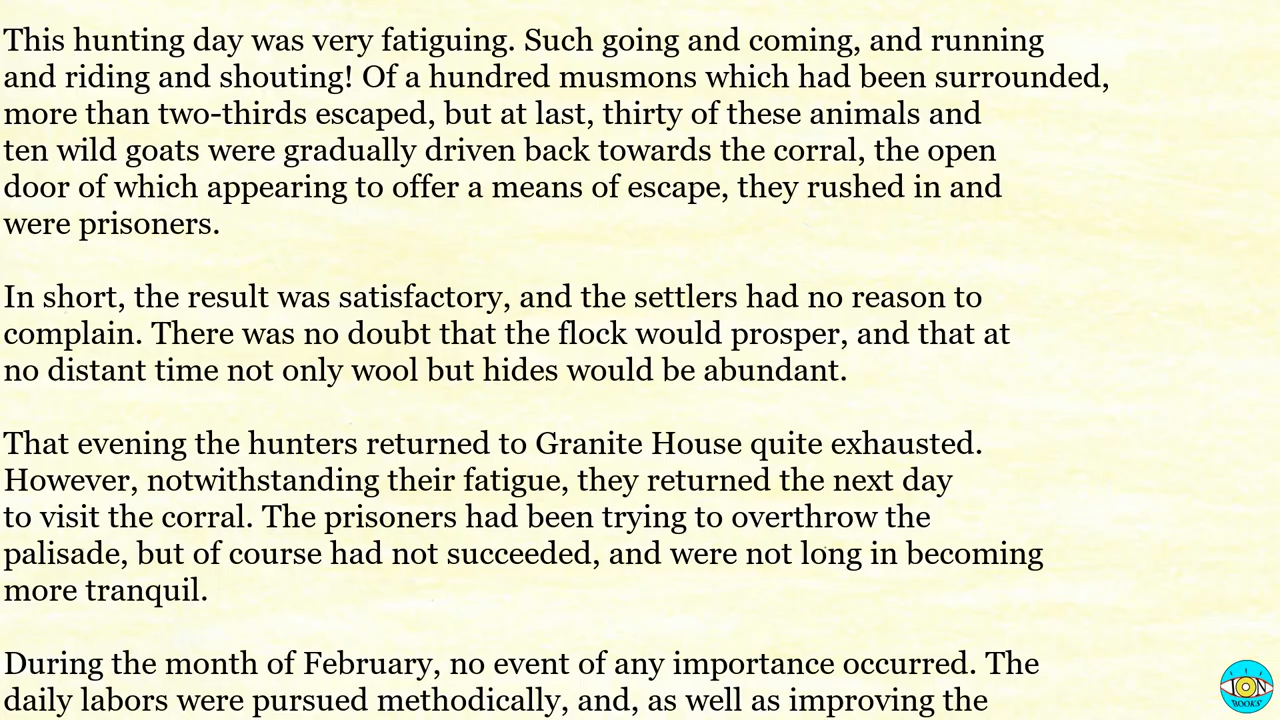 This hunting day was very fatiguing. Such going and coming, and running
and riding and shouting! Of a hundred musmons which had been surrounded,
more than two-thirds escaped, but at last, thirty of these animals and
ten wild goats were gradually driven back towards the corral, the open
door of which appearing to offer a means of escape, they rushed in and
were prisoners.
In short, the result was satisfactory, and the settlers had no reason to
complain. There was no doubt that the flock would prosper, and that at
no distant time not only wool but hides would be abundant.
That evening the hunters returned to Granite House quite exhausted.
However, notwithstanding their fatigue, they returned the next day
to visit the corral. The prisoners had been trying to overthrow the
palisade, but of course had not succeeded, and were not long in becoming
more tranquil.
During the month of February, no event of any importance occurred. The
daily labors were pursued methodically, and, as well as improving the
ION
BOOKS